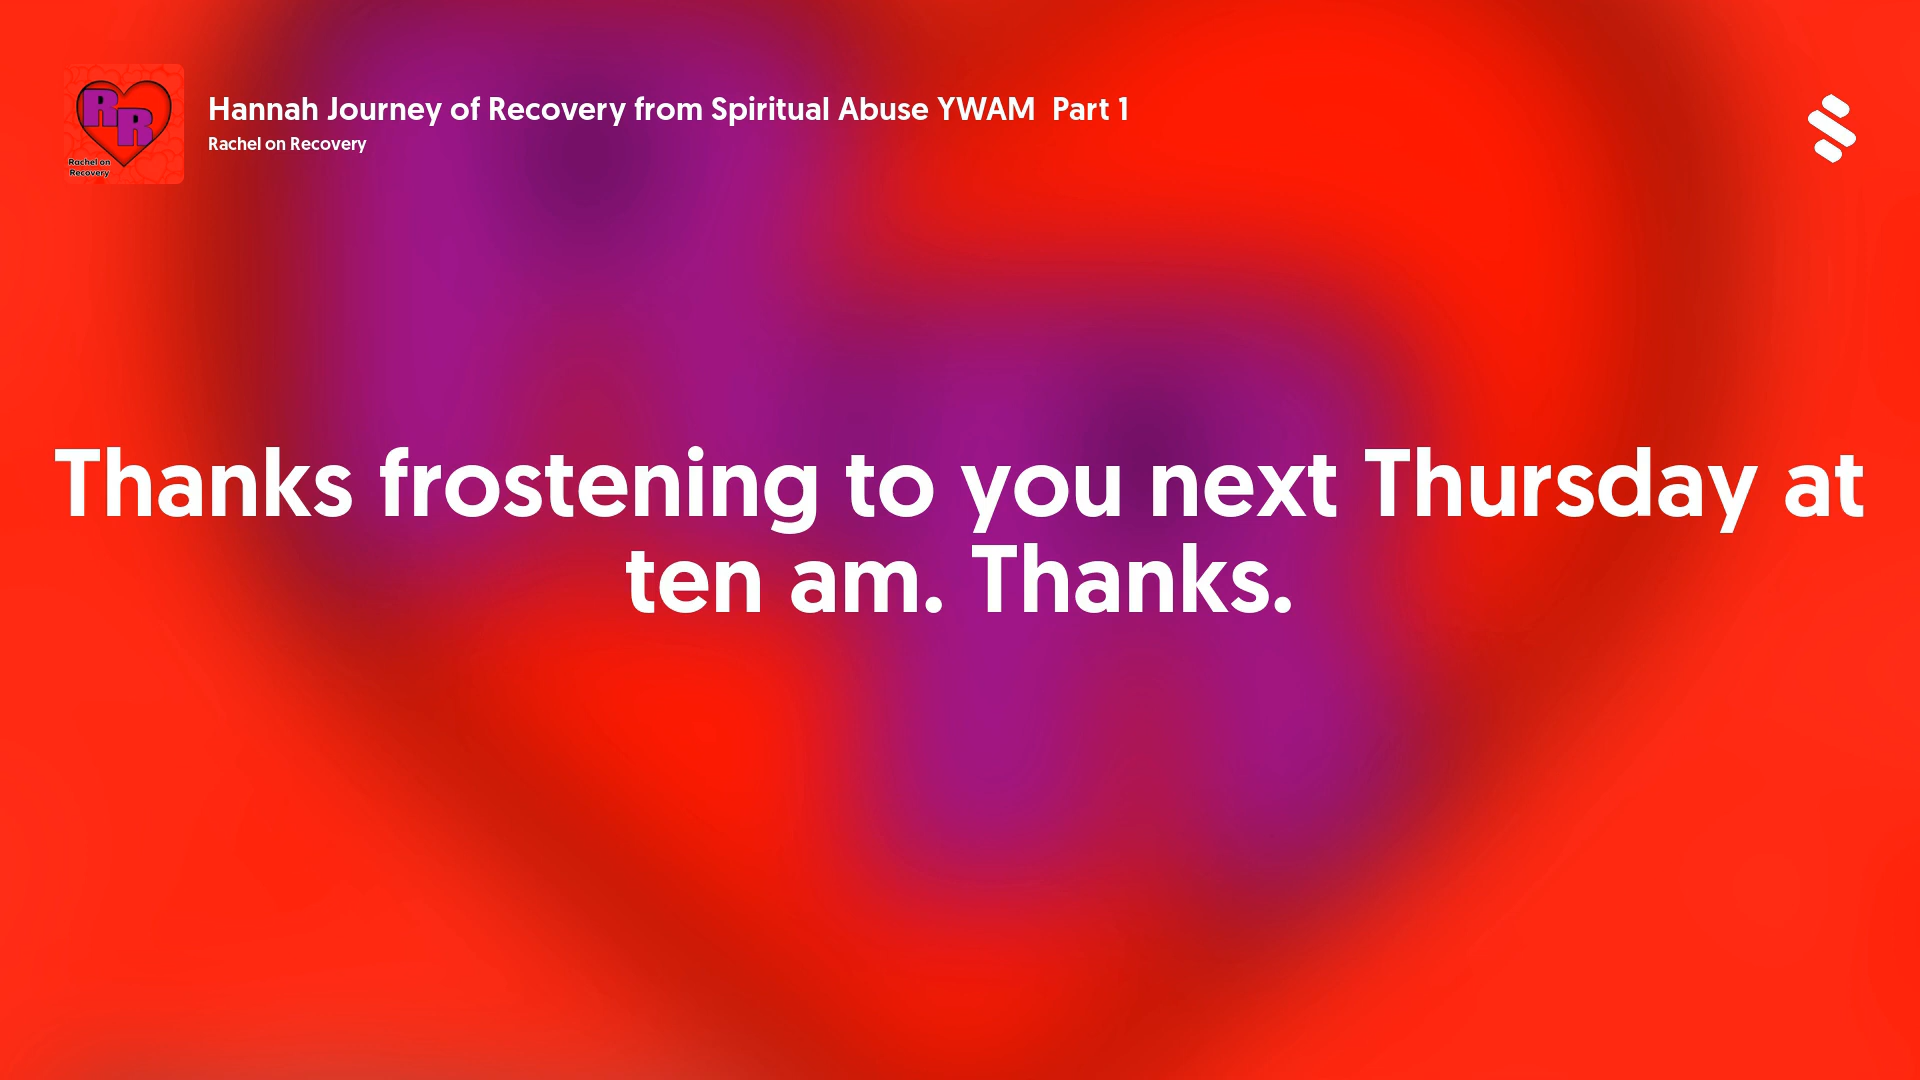 Hannah Journey of Recovery from Spiritual Abuse YWAM  Part 1
Rachel on Recovery
R
R
Rachel on
Recovery
Thanks frostening to you next Thursday at
ten am. Thanks.